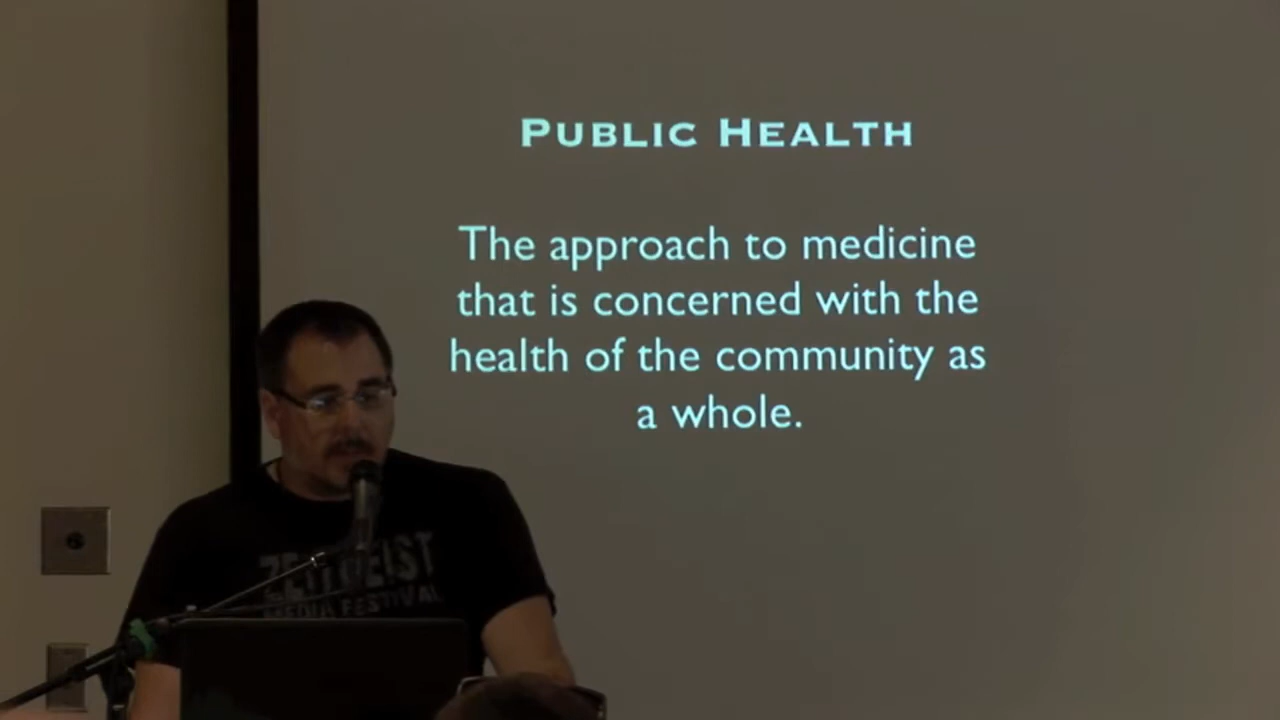 PUBLIC HEALTH
The approach to medicine
that is concerned with the
health of the community as
a whole.
ZEITGEIST
MEDIA FESTIVAL